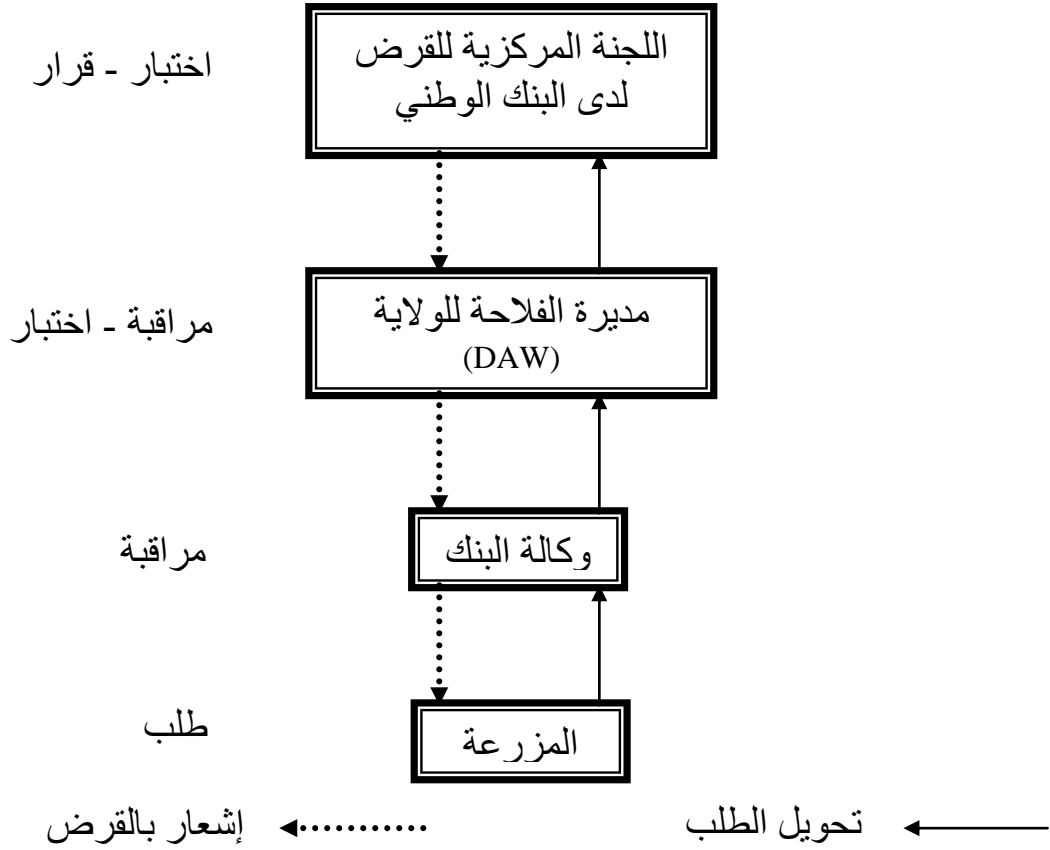 اللجنة المركزية للقرض
لدى البنك الوطني
اختبار - قرار
مديرة الفلاحة للولاية
(DAW)
مراقبة - اختبار
وكالة البنك
مراقبة
المزرعة
طلب
تحويل الطلب
إشعار بالقرض